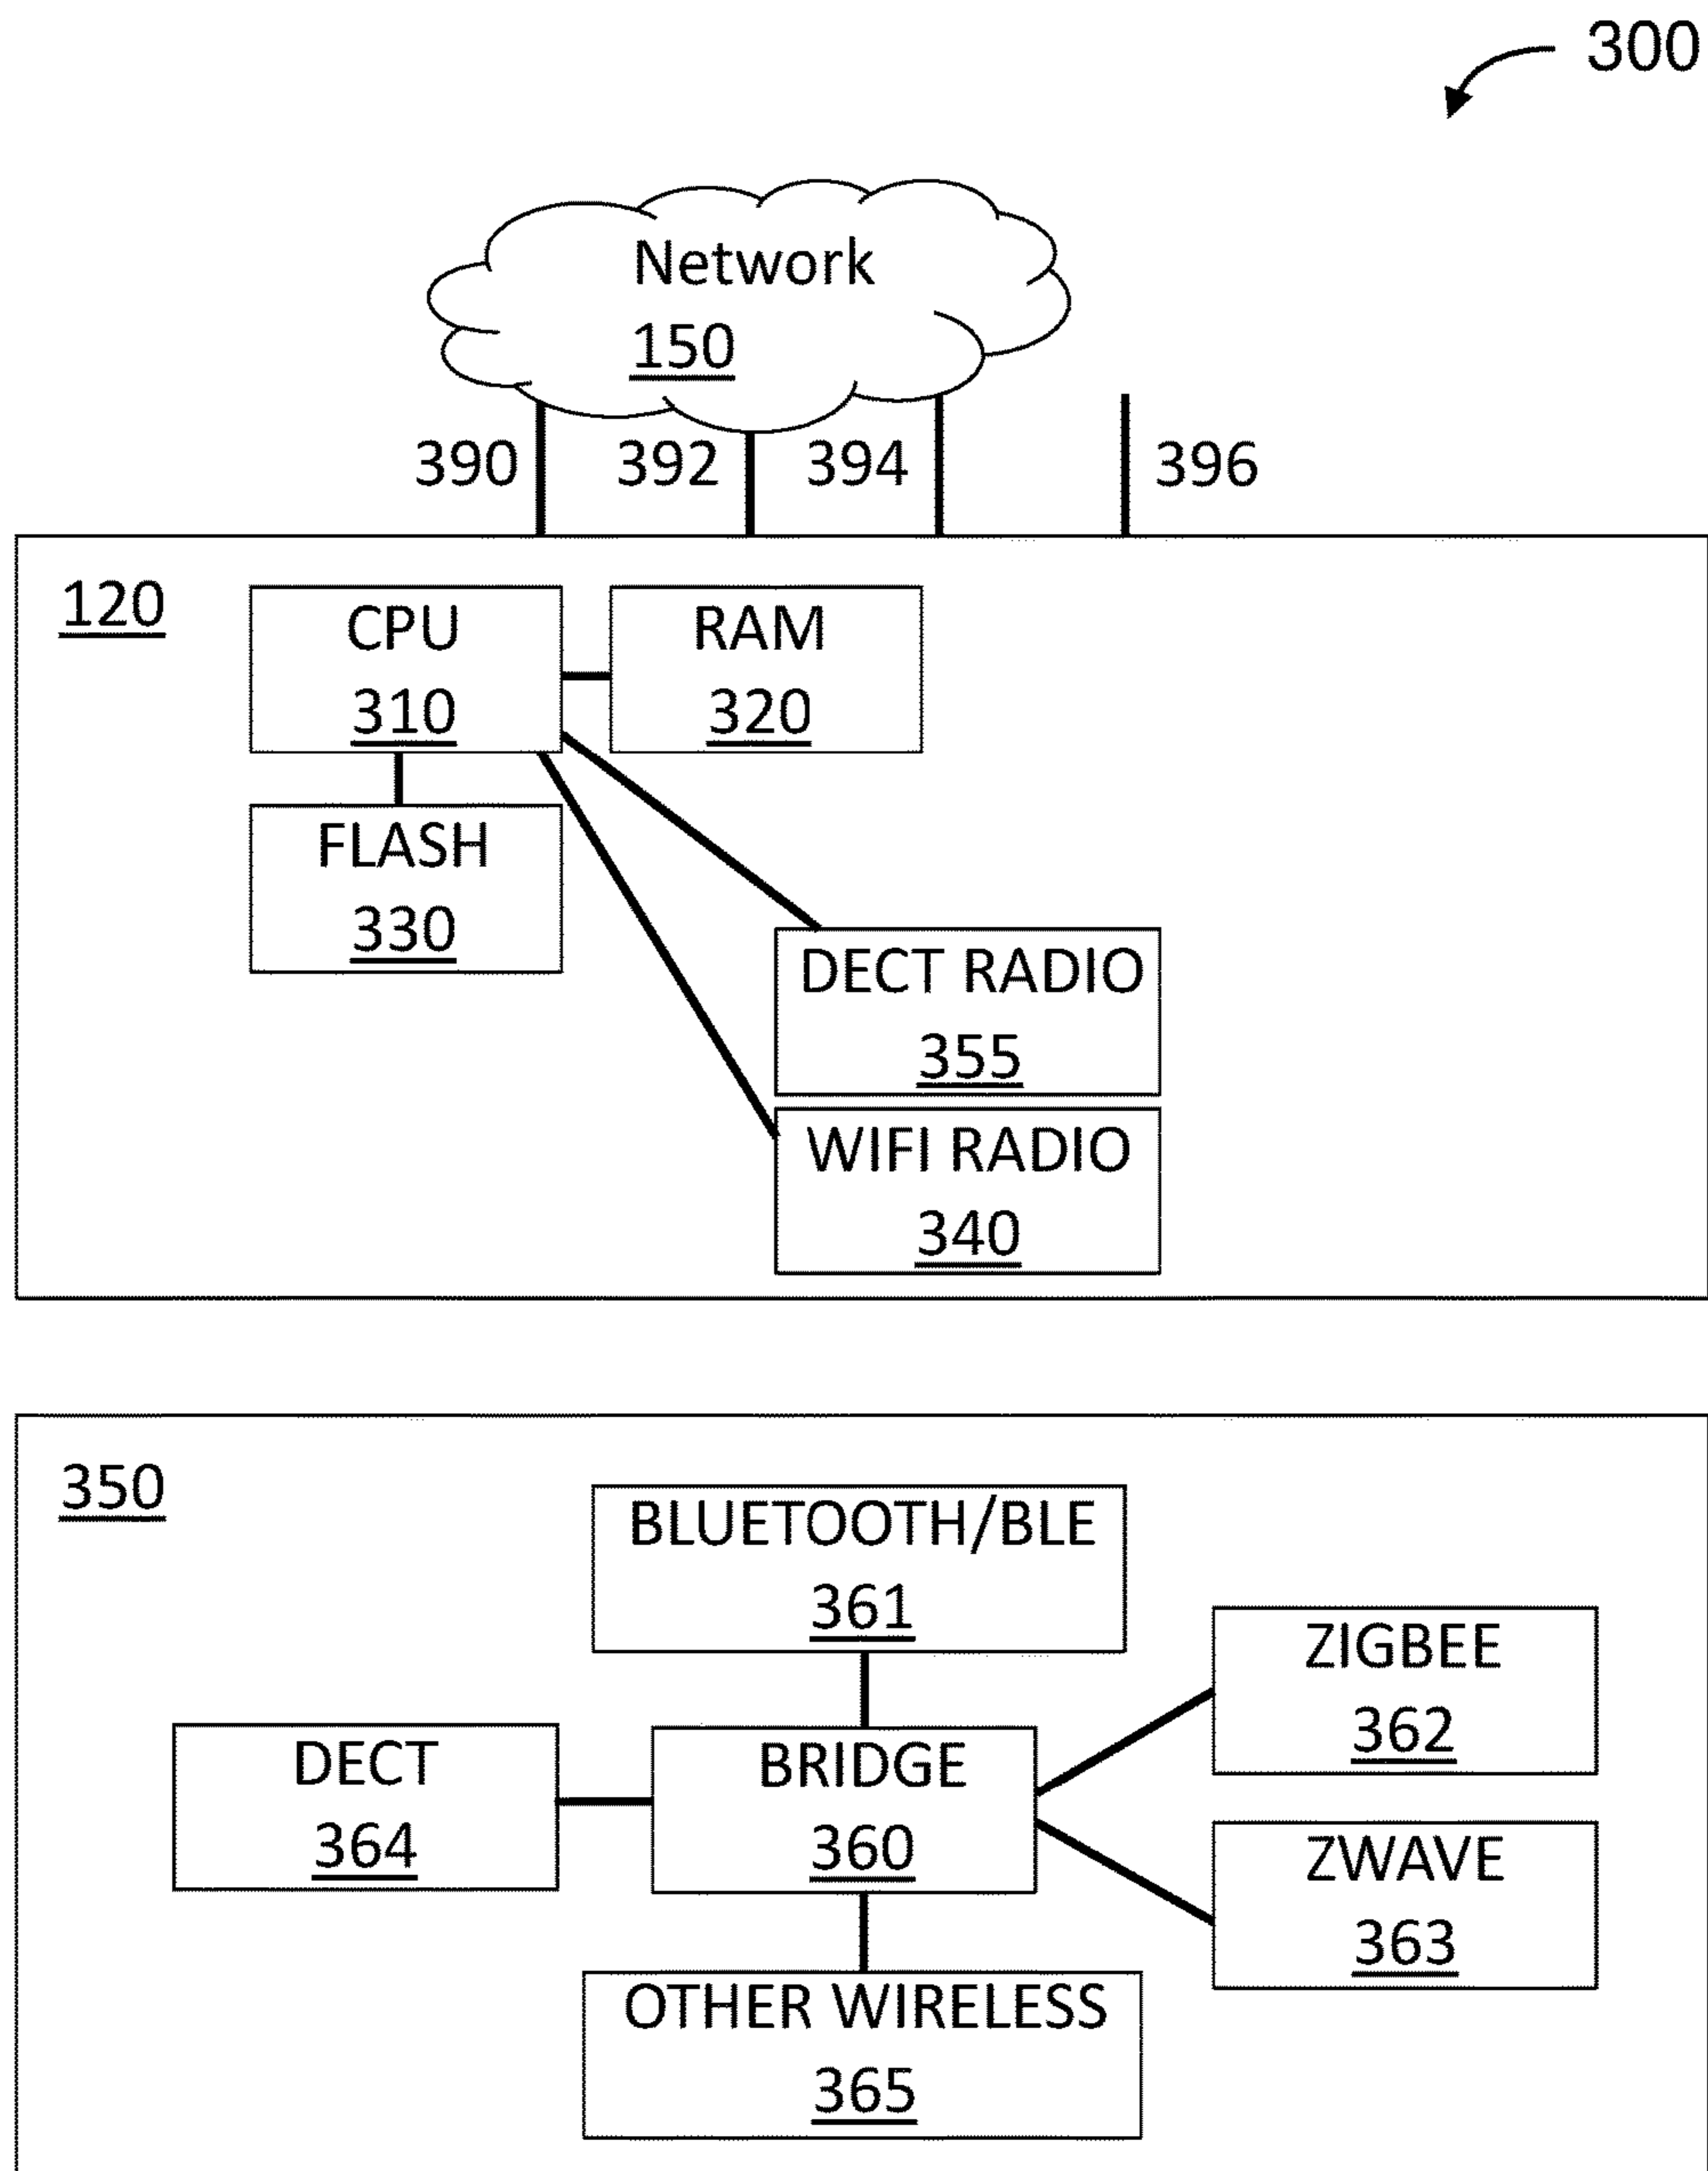 300
Network
150
390
392
394
396
120
CPU
310
RAM
320
FLASH
330
DECT RADIO
355
WIFI RADIO
340
350
BLUETOOTH/BLE
361
ZIGBEE
362
DECT
364
BRIDGE
360
ZWAVE
363
OTHER WIRELESS
365